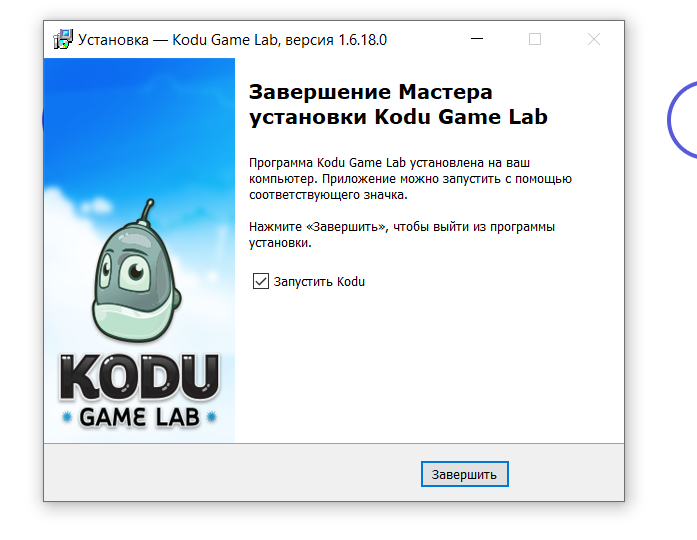 Установка — Kodu Game Lab, версия 1.6.18.0
Завершение Мастера
установки Kodu Game Lab
Программа Kodu Game Lab установлена на ваш
компьютер. Приложение можно запустить с помощью
соответствующего значка.
Нажмите «Завершить», чтобы выйти из программы
установки.
Запустить Kodu
KODU
GAME LAB
Завершить